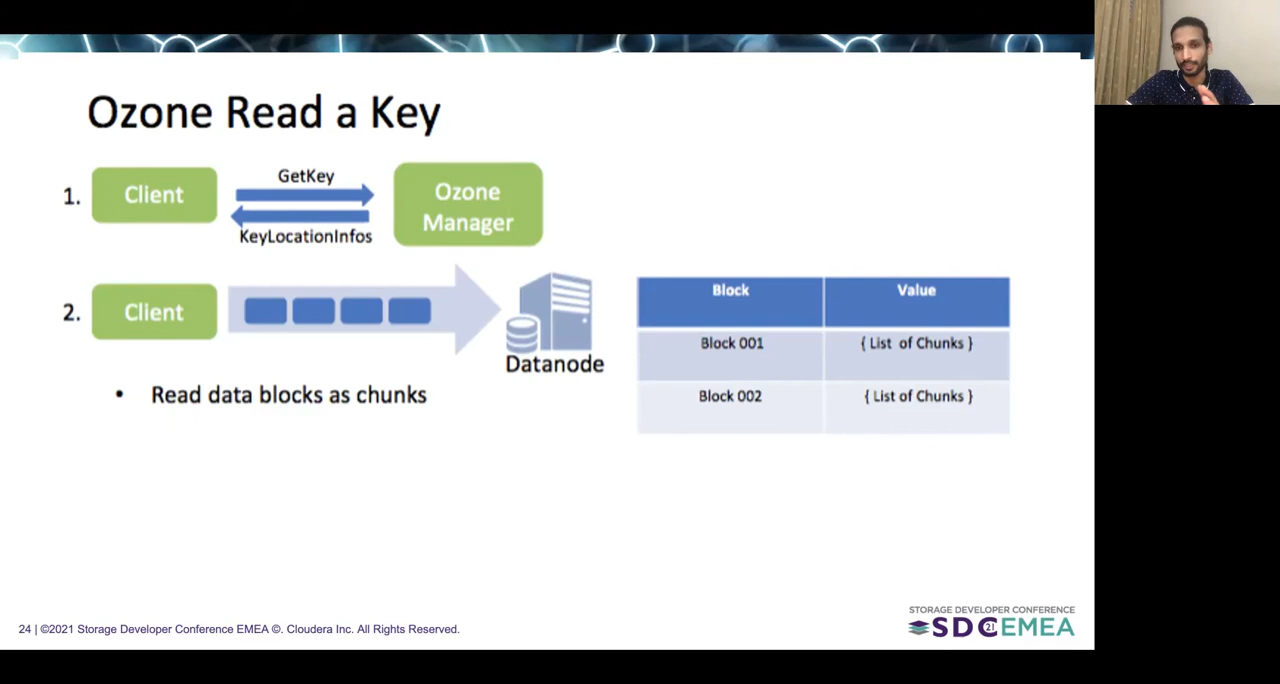 Ozone Read a Key
1.
Client
GetKey
KeyLocationInfos
Ozone
Manager
2.
Client
Datanode
• Read data blocks as chunks
Block Value
Block 001 { List of Chunks }
Block 002 { List of Chunks }
24 | ©2021 Storage Developer Conference EMEA ©. Cloudera Inc. All Rights Reserved.
STORAGE DEVELOPER CONFERENCE
SDC21 EMEA